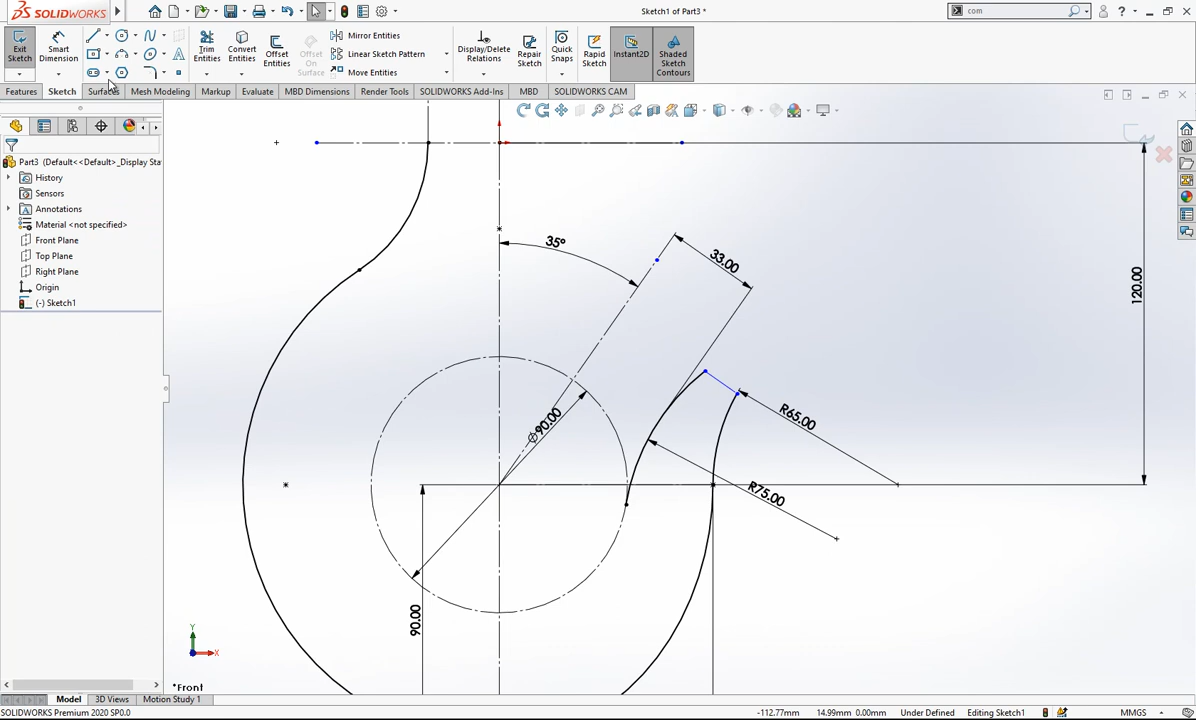 SOLIDWORKS
Sketch1 of Part3 *
com
Exit Sketch
Smart Dimension
Trim Entities
Convert Entities
Offset Entities
Offset On Surface
Mirror Entities
Linear Sketch Pattern
Move Entities
Display/Delete Relations
Repair Sketch
Quick Snaps
Rapid Sketch
Instant2D
Shaded Sketch Contours
Features
Sketch
Surfaces
Mesh Modeling
Markup
Evaluate
MBD Dimensions
Render Tools
SOLIDWORKS Add-Ins
MBD
SOLIDWORKS CAM
Part3 (Default<<Default>_Display Sta
History
Sensors
Annotations
Material <not specified>
Front Plane
Top Plane
Right Plane
Origin
(-) Sketch1
35°
33.00
120.00
∅90.00
R65.00
R75.00
90.00
Y
X
*Front
Model
3D Views
Motion Study 1
SOLIDWORKS Premium 2020 SP0.0
-112.77mm
14.99mm
0.00mm
Under Defined
Editing Sketch1
MMGS